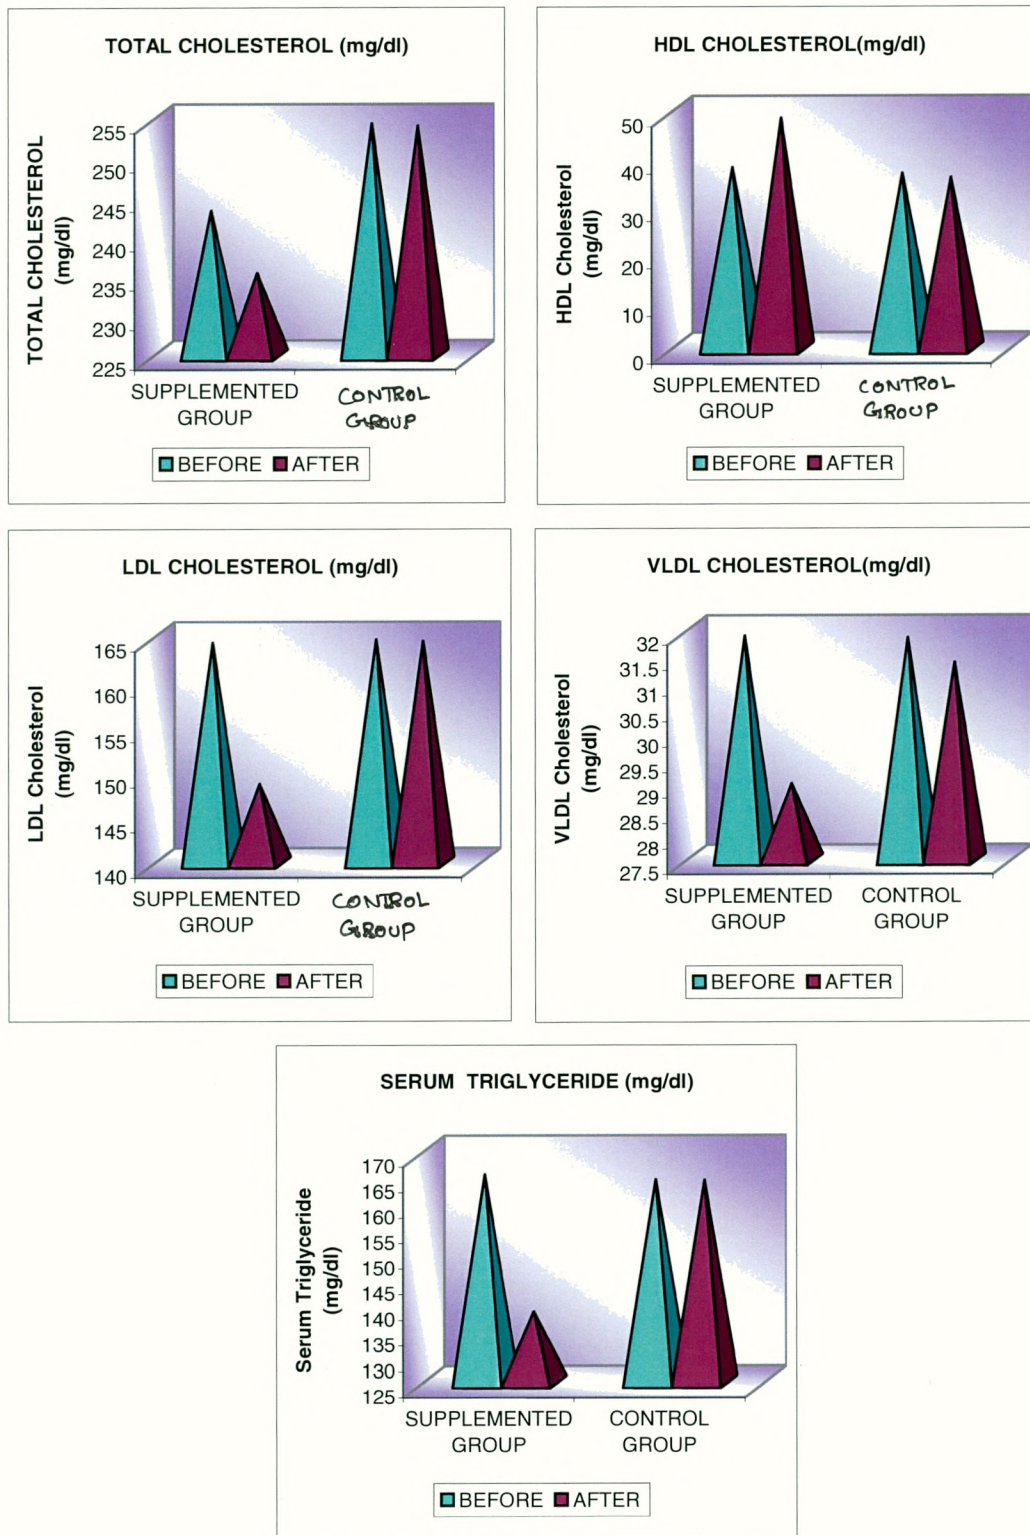 TOTAL CHOLESTEROL (mg/dl)
TOTAL CHOLESTEROL
(mg/dl)
255
250
245
240
235
230
225
SUPPLEMENTED
GROUP
CONTROL
GROUP
BEFORE AFTER
HDL CHOLESTEROL(mg/dl)
HDL Cholesterol
(mg/dl)
50
40
30
20
10
0
SUPPLEMENTED
GROUP
CONTROL
GROUP
BEFORE AFTER
LDL CHOLESTEROL (mg/dl)
LDL Cholesterol
(mg/dl)
165
160
155
150
145
140
SUPPLEMENTED
GROUP
CONTROL
GROUP
BEFORE AFTER
VLDL CHOLESTEROL(mg/dl)
VLDL Cholesterol
(mg/dl)
32
31.5
31
30.5
30
29.5
29
28.5
28
27.5
SUPPLEMENTED
GROUP
CONTROL
GROUP
BEFORE AFTER
SERUM TRIGLYCERIDE (mg/dl)
Serum Triglyceride
(mg/dl)
170
165
160
155
150
145
140
135
130
125
SUPPLEMENTED
GROUP
CONTROL
GROUP
BEFORE AFTER